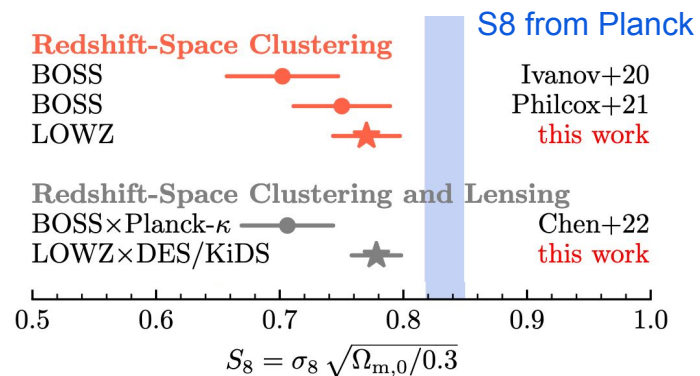 S8 from Planck
Redshift-Space Clustering
BOSS Ivanov+20
BOSS Philcox+21
LOWZ this work
Redshift-Space Clustering and Lensing
BOSS×Planck-κ Chen+22
LOWZ×DES/KiDS this work
0.5 0.6 0.7 0.8 0.9 1.0
S₈ = σ₈ √Ωm,0/0.3